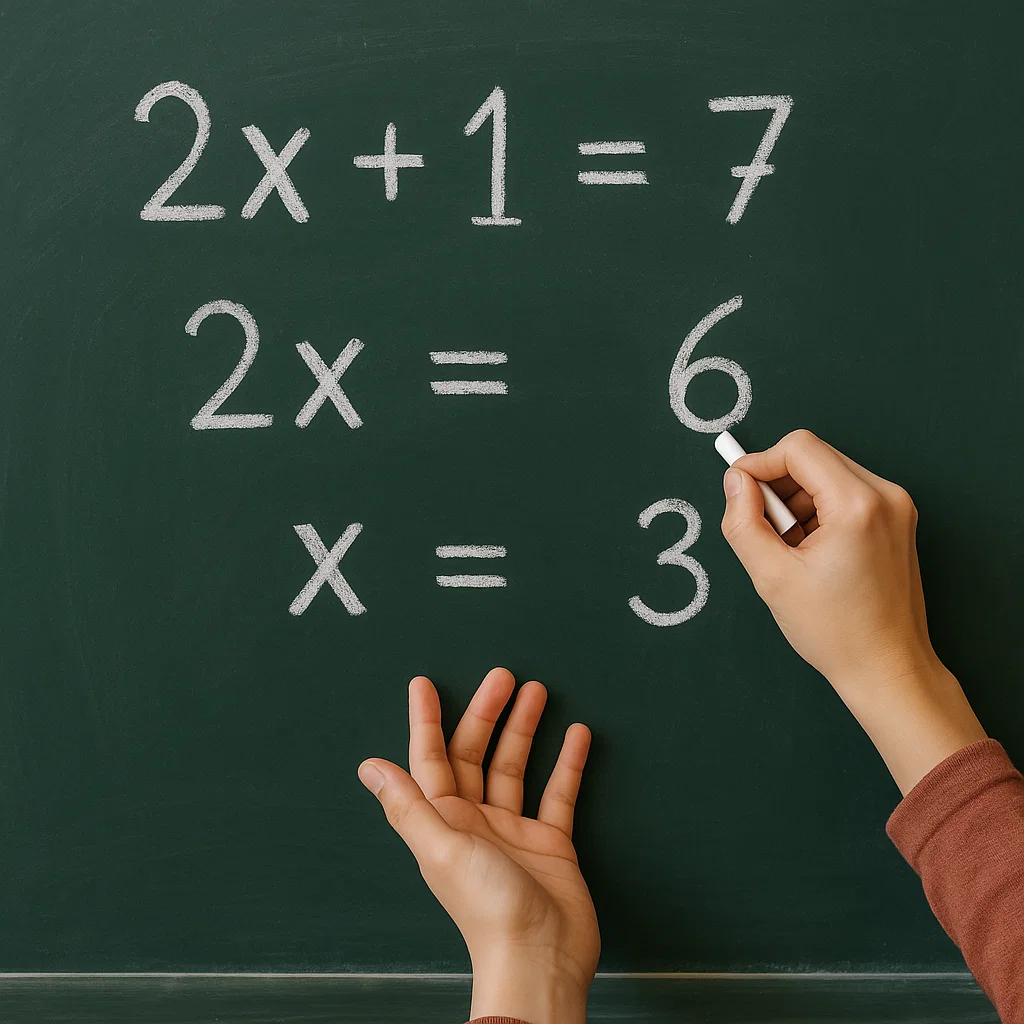 2x + 1 = 7
2x = 6
x = 3